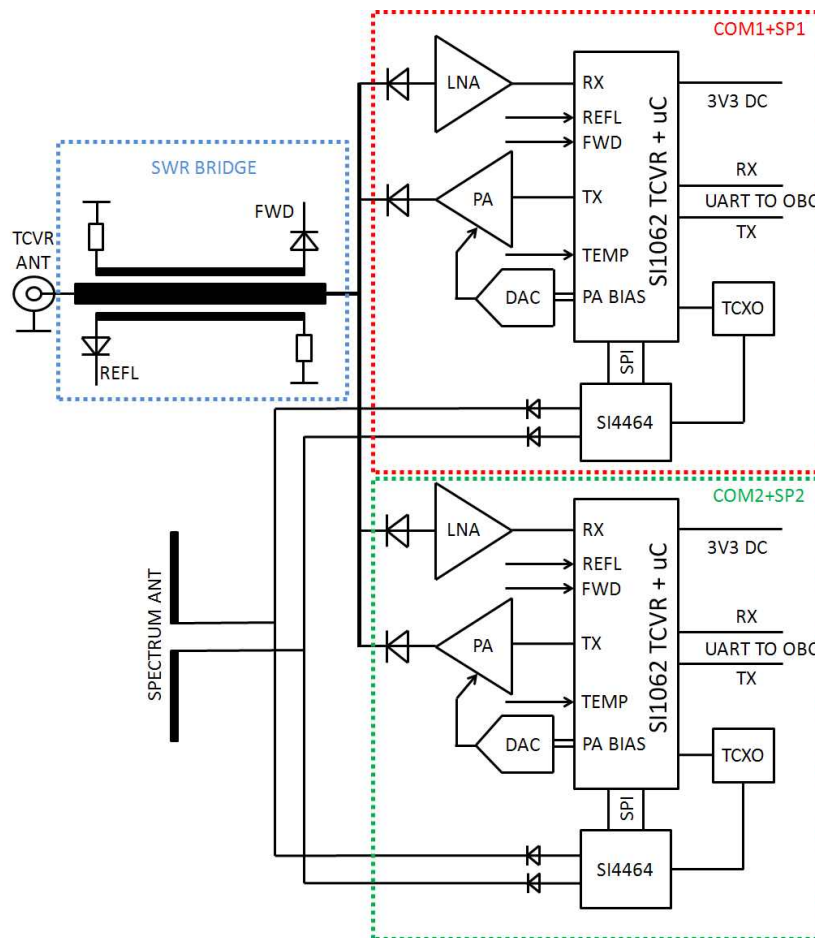 COM1+SP1
LNA
RX
3V3 DC
REFL
FWD
SI1062 TCVR + uC
SWR BRIDGE
FWD
TCVR
ANT
REFL
PA
TX
RX
UART TO OBC
TX
TEMP
DAC
PA BIAS
TCXO
SPI
SI4464
COM2+SP2
LNA
RX
3V3 DC
REFL
FWD
SI1062 TCVR + uC
SPECTRUM ANT
PA
TX
RX
UART TO OBC
TX
TEMP
DAC
PA BIAS
TCXO
SPI
SI4464